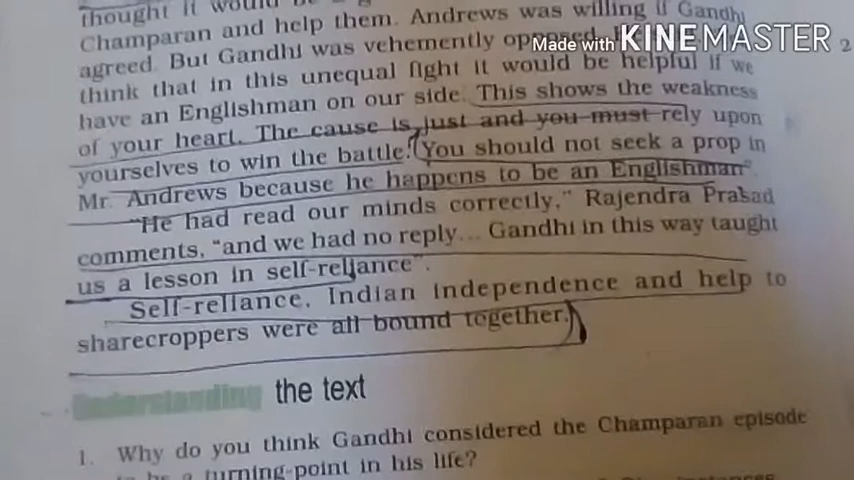 thought it would be a
Champaran and help them. Andrews was willing if Gandhi
agreed. But Gandhi was vehemently opposed.
Made with KINEMASTER
2
think that in this unequal fight it would be helpful if we
have an Englishman on our side. This shows the weakness
of your heart. The cause is just and you must rely upon
yourselves to win the battle. You should not seek a prop in
Mr. Andrews because he happens to be an Englishman".
"He had read our minds correctly," Rajendra Prasad
comments, "and we had no reply... Gandhi in this way taught
us a lesson in self-reliance".
Self-reliance, Indian independence and help to
sharecroppers were all bound together.
Understanding the text
1. Why do you think Gandhi considered the Champaran episode
to be a turning-point in his life?